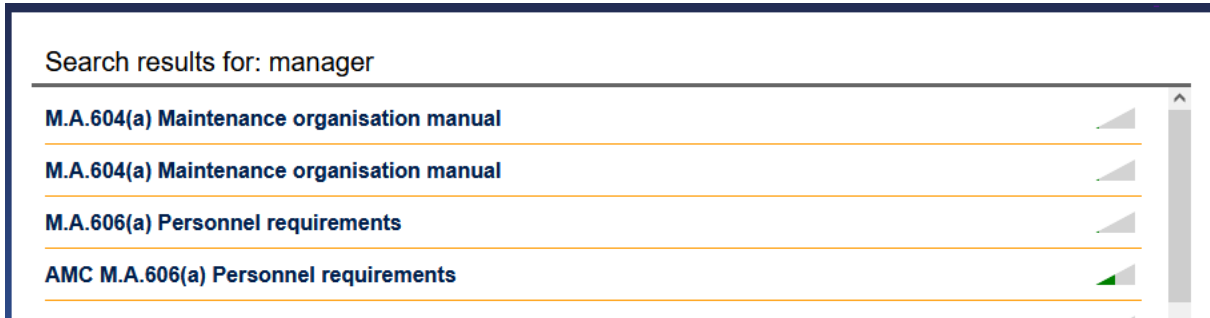 Search results for: manager
M.A.604(a) Maintenance organisation manual
M.A.604(a) Maintenance organisation manual
M.A.606(a) Personnel requirements
AMC M.A.606(a) Personnel requirements